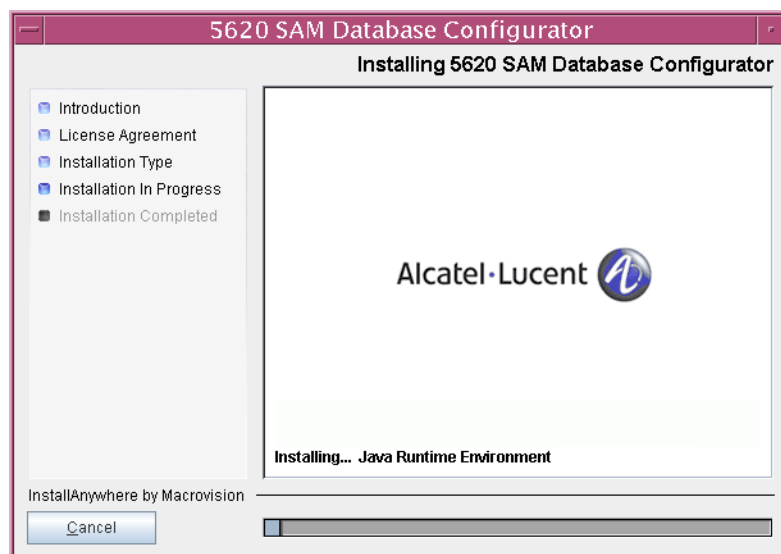 5620 SAM Database Configurator
Installing 5620 SAM Database Configurator
Introduction
License Agreement
Installation Type
Installation In Progress
Installation Completed
Alcatel·Lucent
Installing... Java Runtime Environment
InstallAnywhere by Macrovision
Cancel